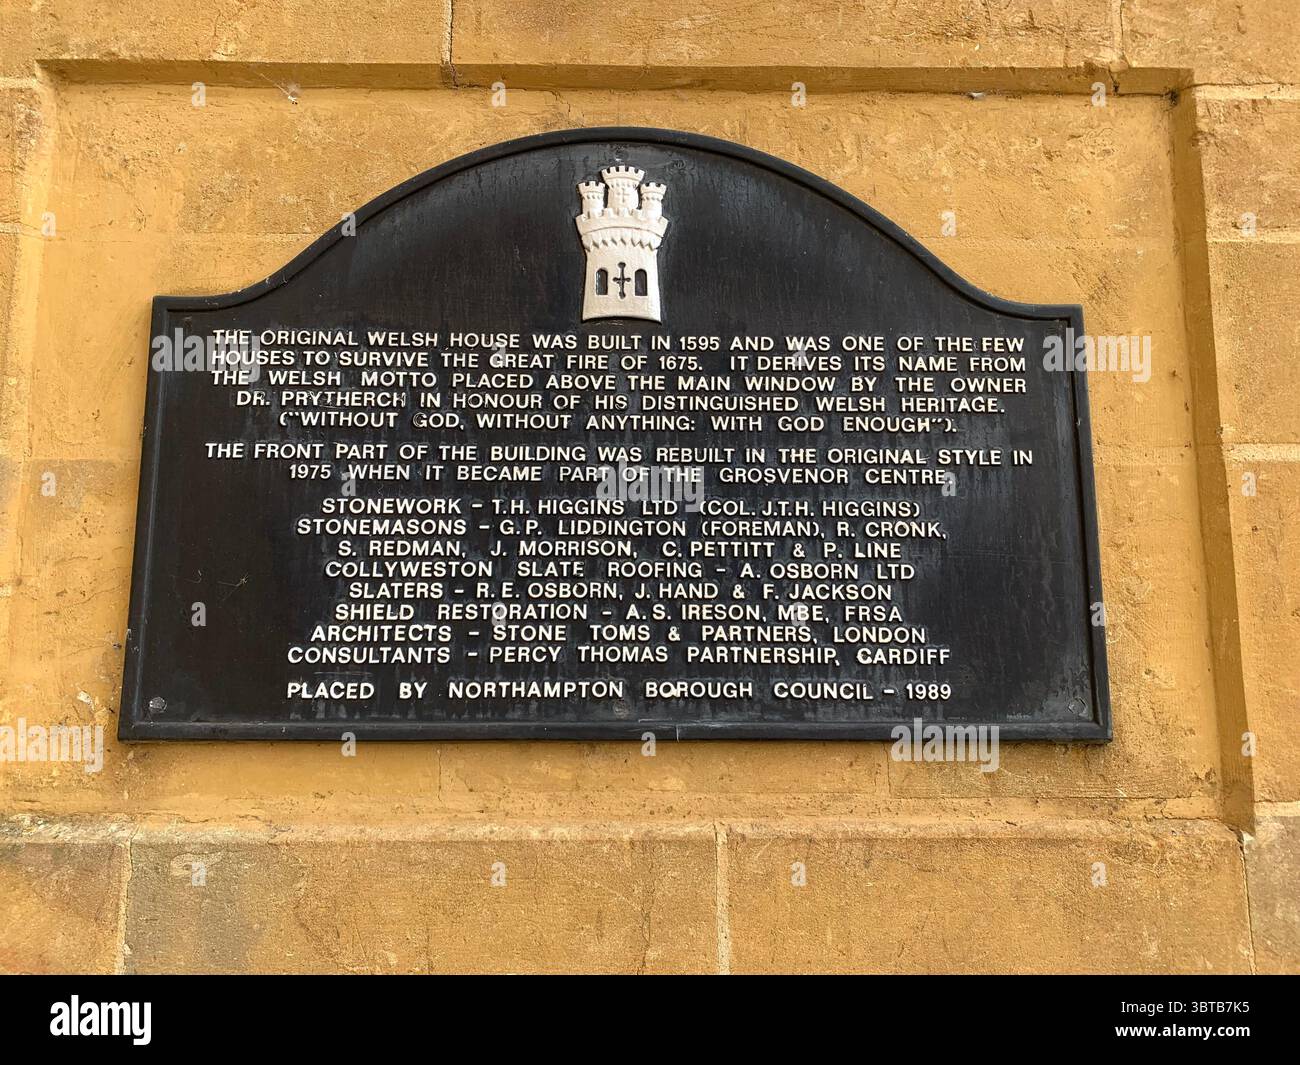 THE ORIGINAL WELSH HOUSE WAS BUILT IN 1595 AND WAS ONE OF THE FEW
HOUSES TO SURVIVE THE GREAT FIRE OF 1675. IT DERIVES ITS NAME FROM
THE WELSH MOTTO PLACED ABOVE THE MAIN WINDOW BY THE OWNER
DR. PRYTHERCH IN HONOUR OF HIS DISTINGUISHED WELSH HERITAGE.
("WITHOUT GOD, WITHOUT ANYTHING: WITH GOD ENOUGH").
THE FRONT PART OF THE BUILDING WAS REBUILT IN THE ORIGINAL STYLE IN
1975 WHEN IT BECAME PART OF THE GROSVENOR CENTRE.
STONEWORK - T.H. HIGGINS LTD (COL. J.T.H. HIGGINS)
STONEMASONS - G.P. LIDDINGTON (FOREMAN), R. CRONK,
S. REDMAN, J. MORRISON, C. PETTITT & P. LINE
COLLYWESTON SLATE ROOFING - A. OSBORN LTD
SLATERS - R.E. OSBORN, J. HAND & F. JACKSON
SHIELD RESTORATION - A.S. IRESON, MBE, FRSA
ARCHITECTS - STONE TOMS & PARTNERS, LONDON
CONSULTANTS - PERCY THOMAS PARTNERSHIP, CARDIFF
PLACED BY NORTHAMPTON BOROUGH COUNCIL - 1989
alamy
Image ID: 3BTB7K5
www.alamy.com